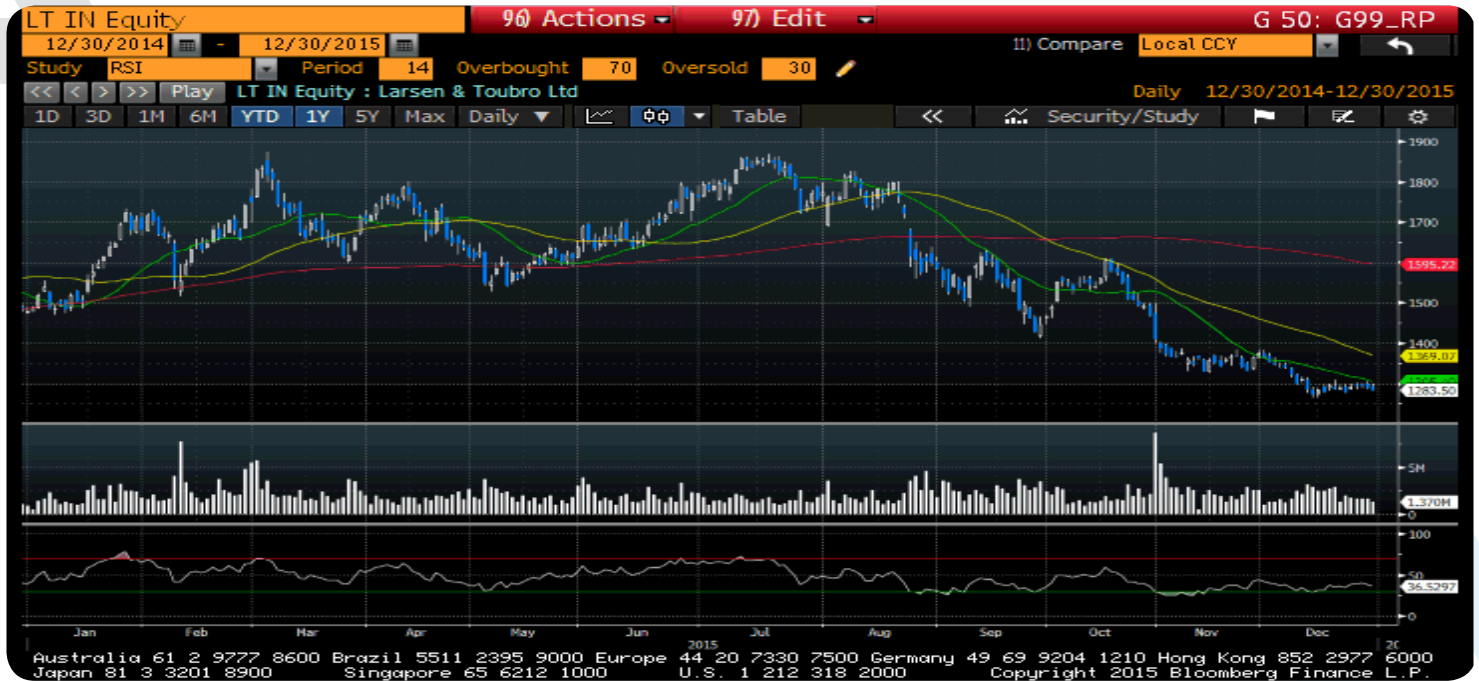 LT IN Equity 96) Actions 97) Edit G 50: G99_RP
12/30/2014 - 12/30/2015 11) Compare Local CCY
Study RSI Period 14 Overbought 70 Oversold 30
<< < > >> Play LT IN Equity : Larsen & Toubro Ltd Daily 12/30/2014-12/30/2015
1D 3D 1M 6M YTD 1Y 5Y Max Daily ▼ Table << Security/Study
1900
1800
1700
1595.22
1500
1400
1369.07
1283.50
5M
1.370M
0
100
50
36.5297
0
Jan Feb Mar Apr May Jun Jul Aug Sep Oct Nov Dec
2015
Australia 61 2 9777 8600 Brazil 5511 2395 9000 Europe 44 20 7330 7500 Germany 49 69 9204 1210 Hong Kong 852 2977 6000
Japan 81 3 3201 8900 Singapore 65 6212 1000 U.S. 1 212 318 2000 Copyright 2015 Bloomberg Finance L.P.